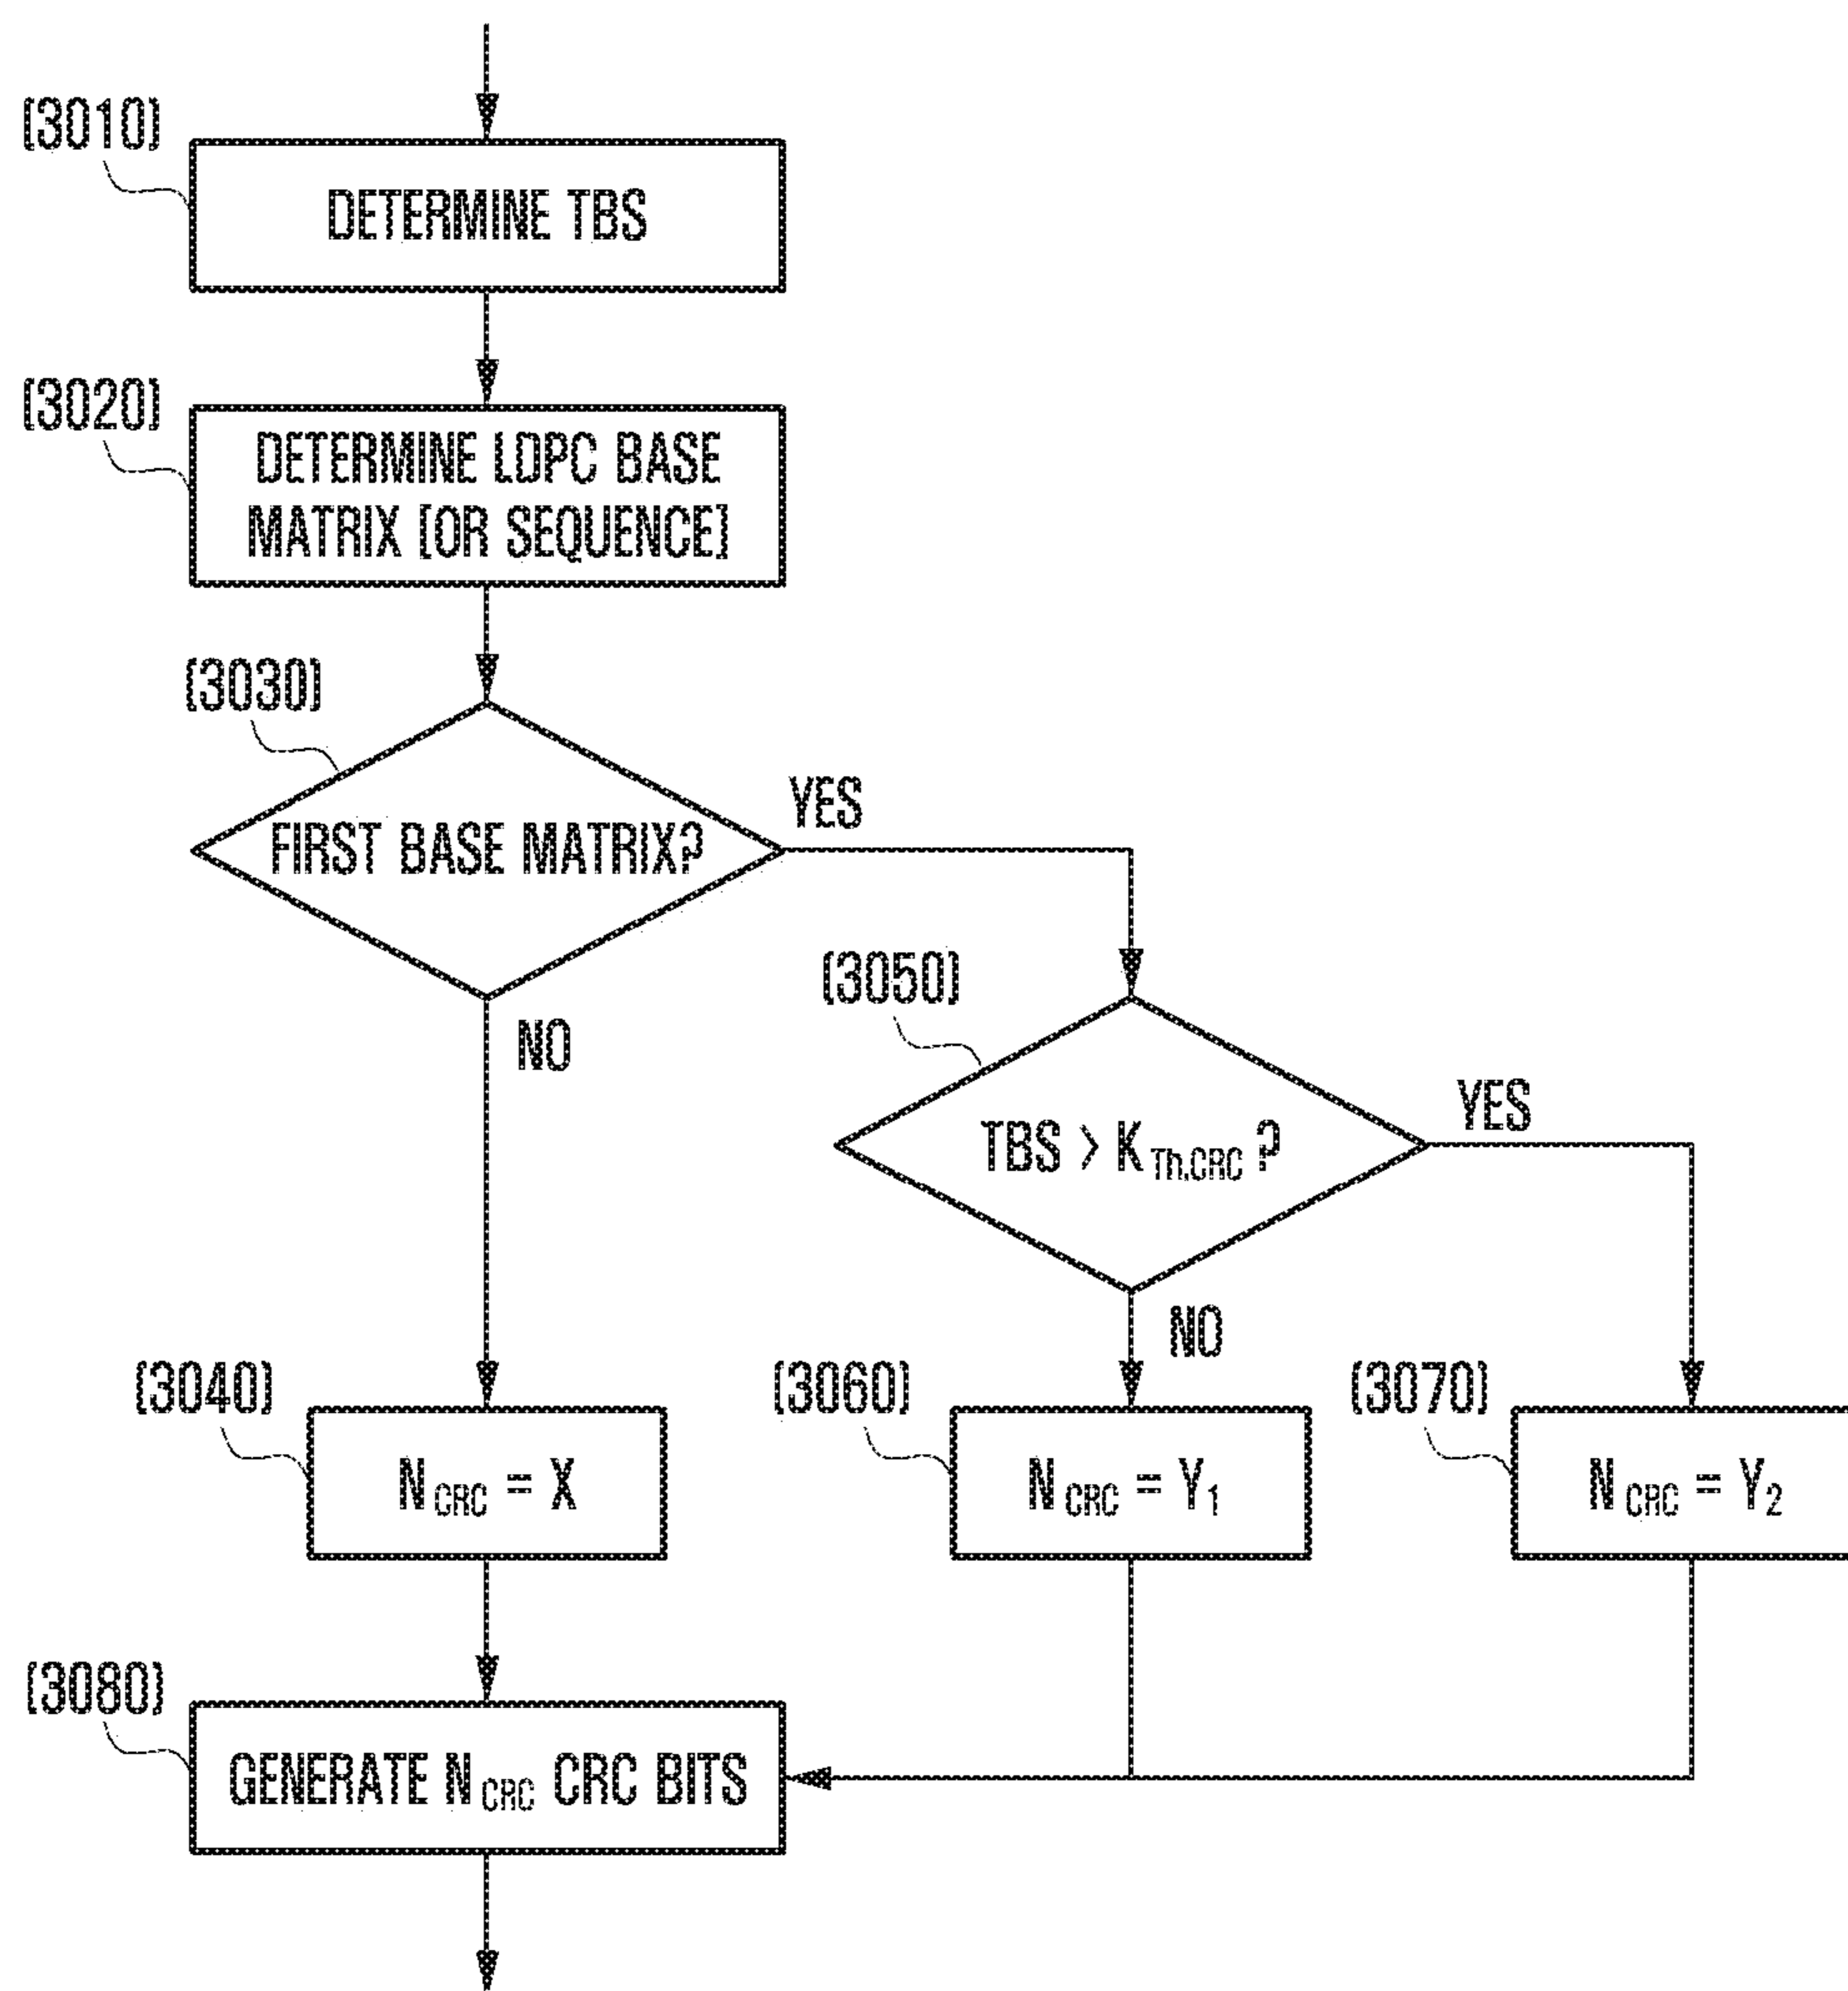 (3010)
DETERMINE TBS
(3020)
DETERMINE LDPC BASE
MATRIX [OR SEQUENCE]
(3030)
FIRST BASE MATRIX?
YES
NO
(3050)
TBS > K Th,CRC ?
YES
NO
(3040)
N CRC = X
(3060)
N CRC = Y1
(3070)
N CRC = Y2
(3080)
GENERATE N CRC CRC BITS